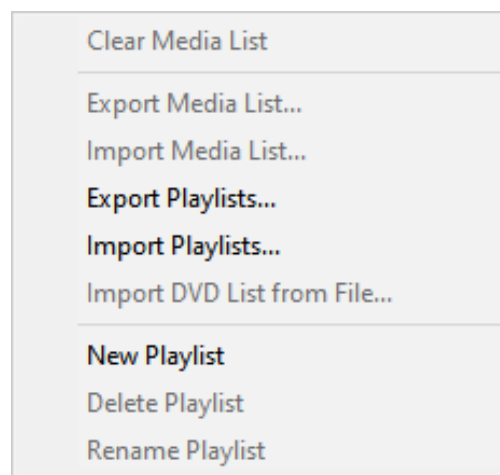 Clear Media List
Export Media List...
Import Media List...
Export Playlists...
Import Playlists...
Import DVD List from File...
New Playlist
Delete Playlist
Rename Playlist